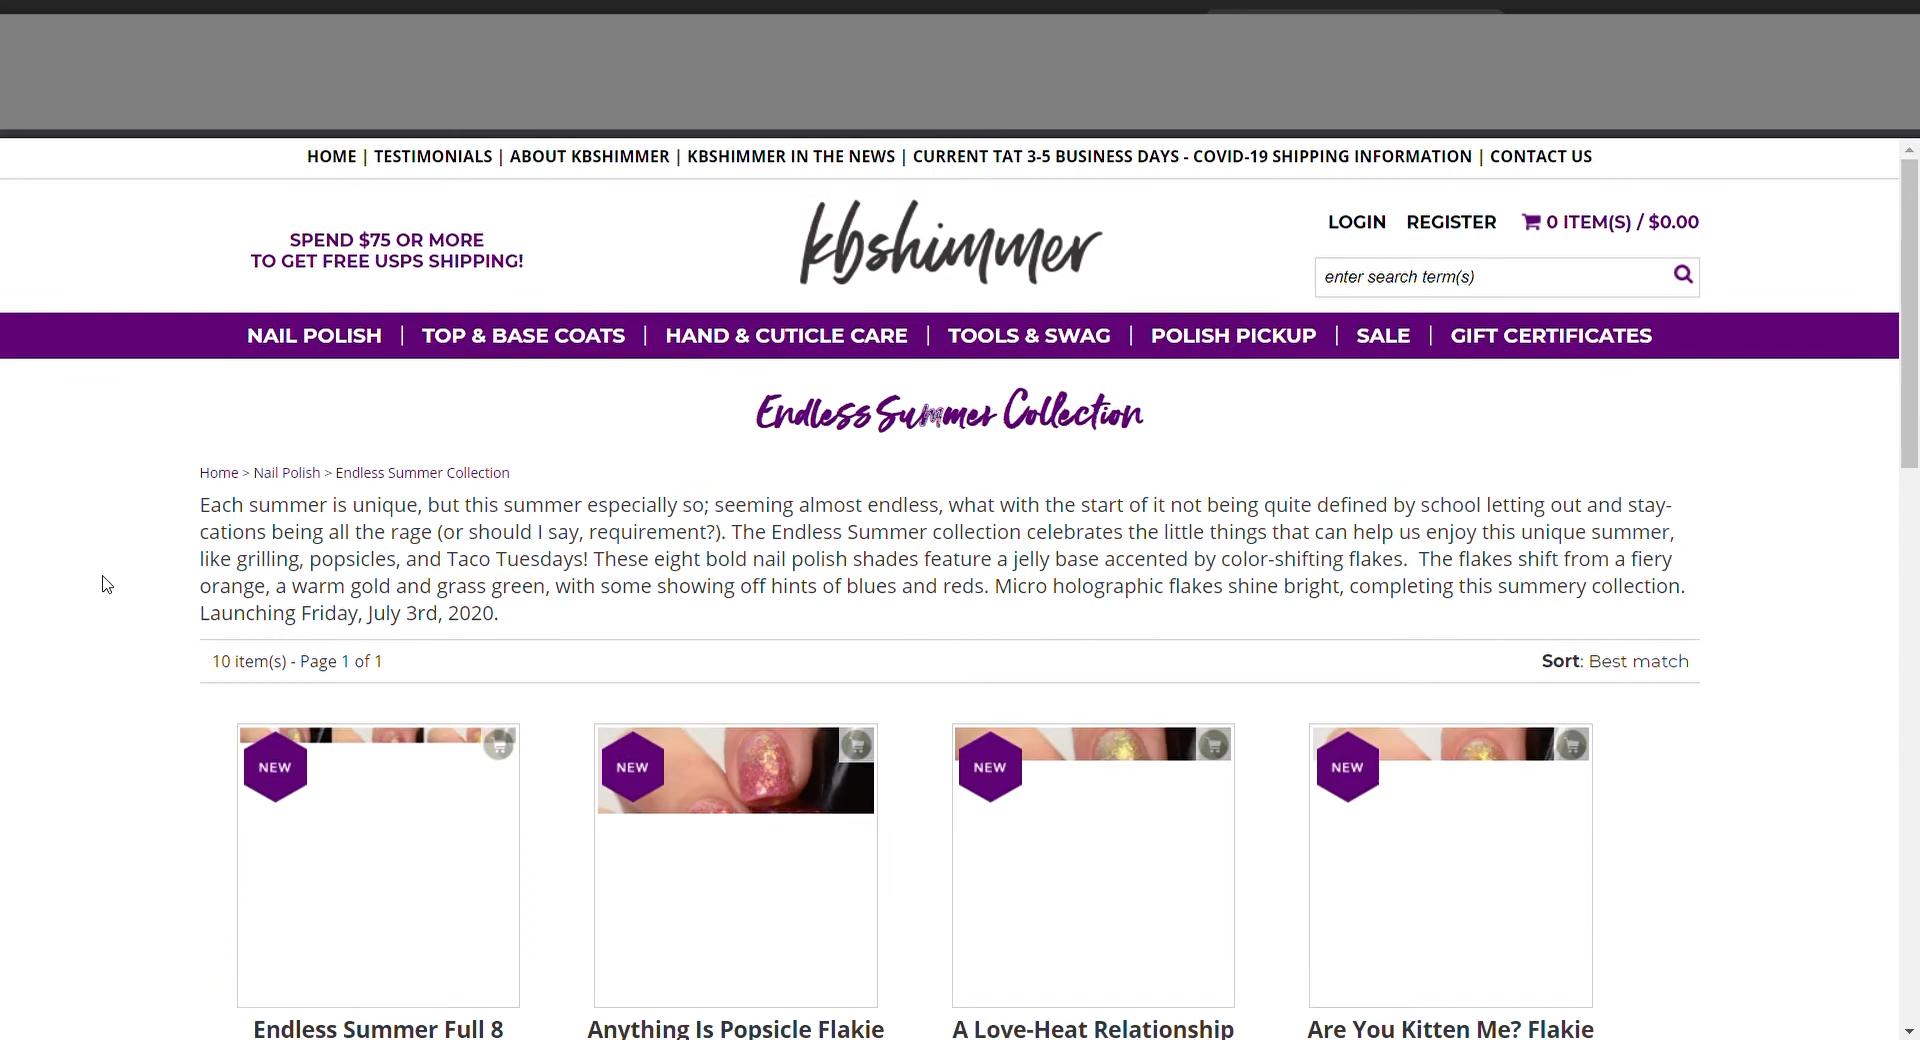 HOME | TESTIMONIALS | ABOUT KBSHIMMER | KBSHIMMER IN THE NEWS | CURRENT TAT 3-5 BUSINESS DAYS - COVID-19 SHIPPING INFORMATION | CONTACT US
SPEND $75 OR MORE
TO GET FREE USPS SHIPPING!
kbshimmer
LOGIN REGISTER 0 ITEM(S) / $0.00
enter search term(s)
NAIL POLISH | TOP & BASE COATS | HAND & CUTICLE CARE | TOOLS & SWAG | POLISH PICKUP | SALE | GIFT CERTIFICATES
Endless Summer Collection
Home > Nail Polish > Endless Summer Collection
Each summer is unique, but this summer especially so; seeming almost endless, what with the start of it not being quite defined by school letting out and stay-
cations being all the rage (or should I say, requirement?). The Endless Summer collection celebrates the little things that can help us enjoy this unique summer,
like grilling, popsicles, and Taco Tuesdays! These eight bold nail polish shades feature a jelly base accented by color-shifting flakes. The flakes shift from a fiery
orange, a warm gold and grass green, with some showing off hints of blues and reds. Micro holographic flakes shine bright, completing this summery collection.
Launching Friday, July 3rd, 2020.
10 item(s) - Page 1 of 1
Sort: Best match
NEW
NEW
NEW
NEW
Endless Summer Full 8
Anything Is Popsicle Flakie
A Love-Heat Relationship
Are You Kitten Me? Flakie